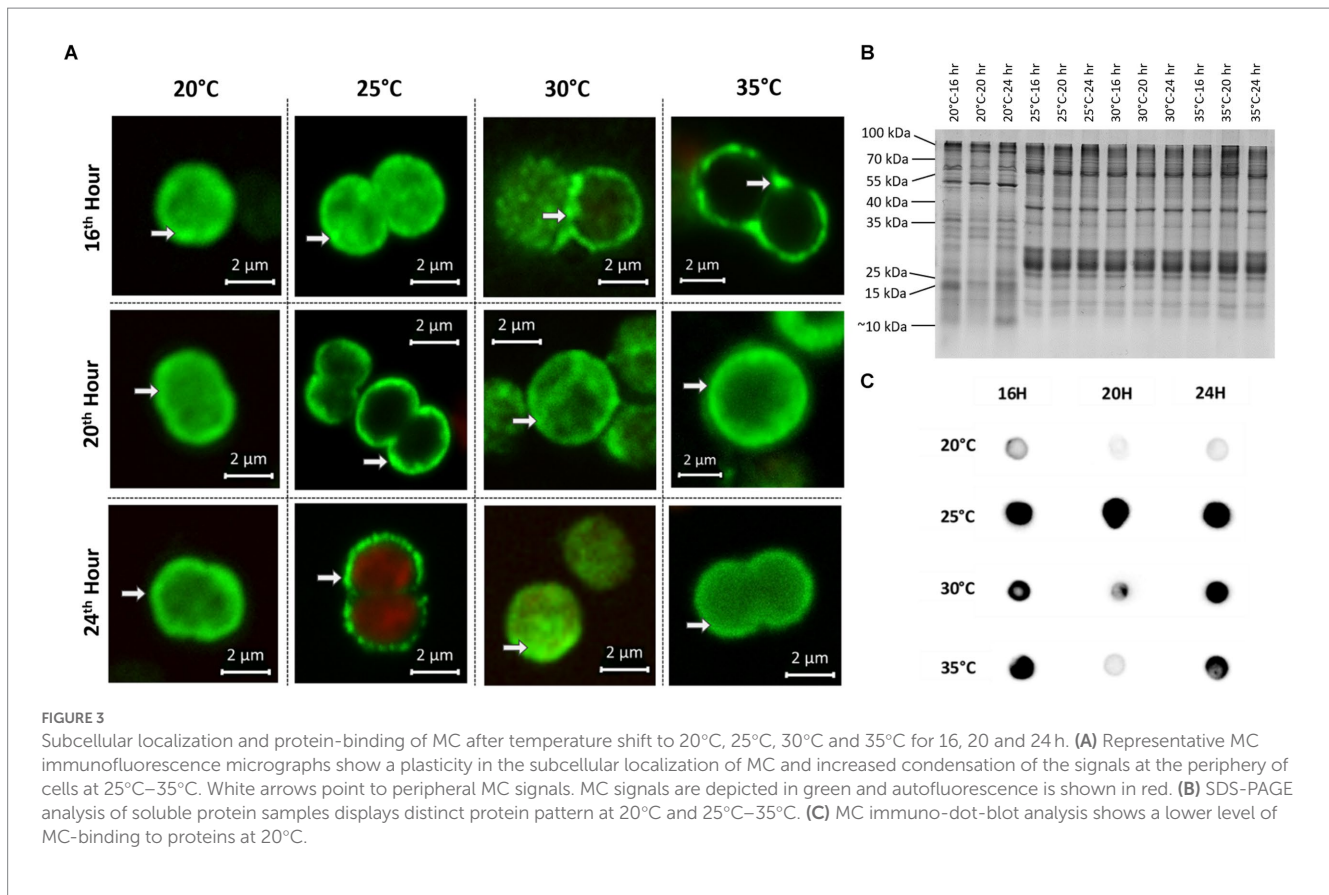 A
B
20°C 25°C 30°C 35°C
16th Hour
2 µm 2 µm 2 µm 2 µm
20th Hour
2 µm 2 µm 2 µm 2 µm
24th Hour
2 µm 2 µm 2 µm 2 µm
20°C-16 hr
20°C-20 hr
20°C-24 hr
25°C-16 hr
25°C-20 hr
25°C-24 hr
30°C-16 hr
30°C-20 hr
30°C-24 hr
35°C-16 hr
35°C-20 hr
35°C-24 hr
100 kDa
70 kDa
55 kDa
40 kDa
35 kDa
25 kDa
15 kDa
~10 kDa
C
16H 20H 24H
20°C
25°C
30°C
35°C
FIGURE 3
Subcellular localization and protein-binding of MC after temperature shift to 20°C, 25°C, 30°C and 35°C for 16, 20 and 24 h. (A) Representative MC
immunofluorescence micrographs show a plasticity in the subcellular localization of MC and increased condensation of the signals at the periphery of
cells at 25°C–35°C. White arrows point to peripheral MC signals. MC signals are depicted in green and autofluorescence is shown in red. (B) SDS-PAGE
analysis of soluble protein samples displays distinct protein pattern at 20°C and 25°C–35°C. (C) MC immuno-dot-blot analysis shows a lower level of
MC-binding to proteins at 20°C.